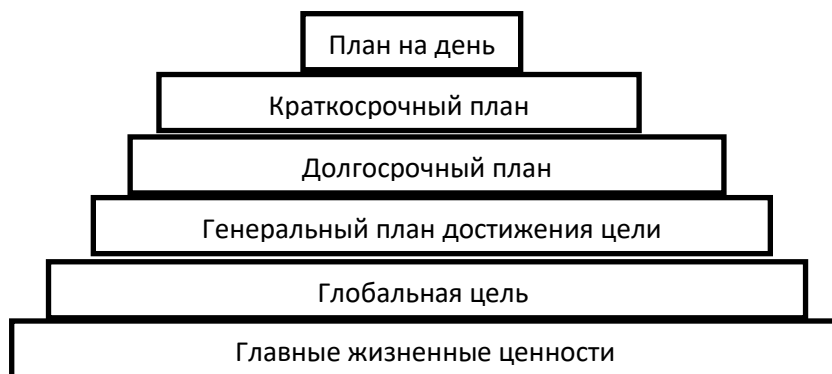 План на день
Краткосрочный план
Долгосрочный план
Генеральный план достижения цели
Глобальная цель
Главные жизненные ценности